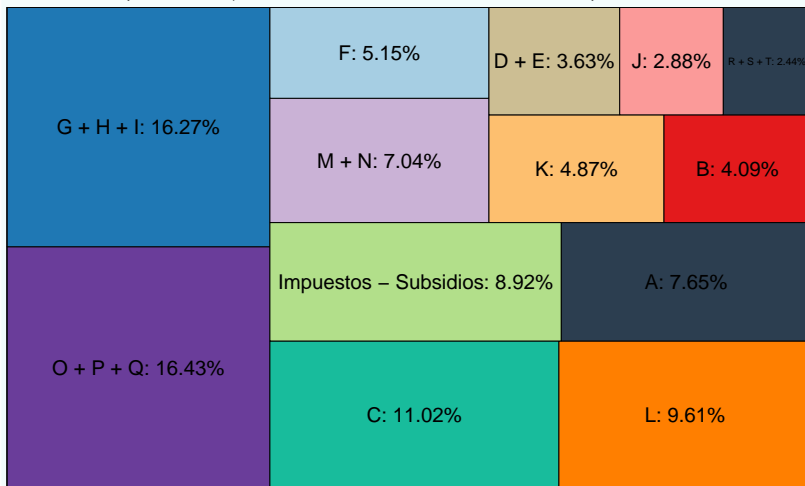 F: 5.15%
D + E: 3.63%
J: 2.88%
R + S + T: 2.44%
G + H + I: 16.27%
M + N: 7.04%
K: 4.87%
B: 4.09%
Impuestos − Subsidios: 8.92%
A: 7.65%
O + P + Q: 16.43%
C: 11.02%
L: 9.61%